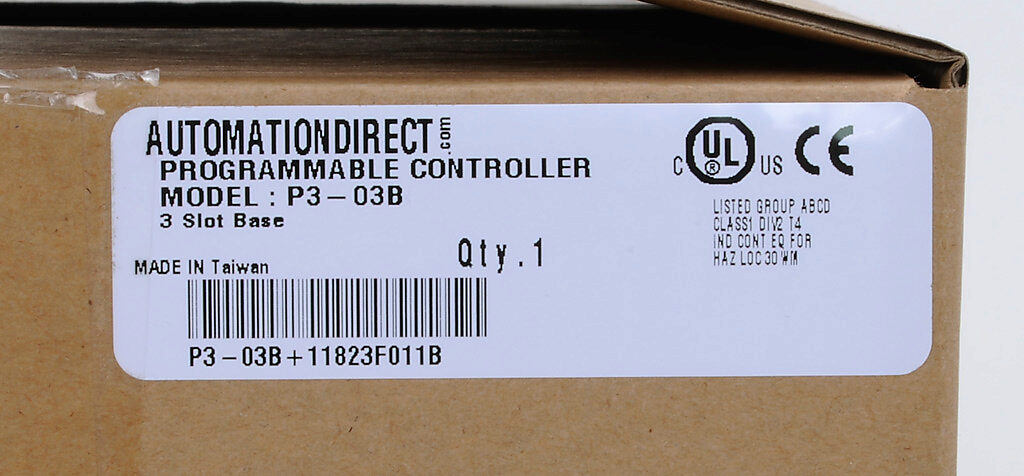 AUTOMATIONDIRECT.com
PROGRAMMABLE CONTROLLER
MODEL : P3-03B
3 Slot Base
Qty.1
MADE IN Taiwan
P3-03B+11823F011B
C UL ® US CE
LISTED GROUP ABCD
CLASS1 DIV2 T4
IND CONT EQ FOR
HAZ LOC 30WM